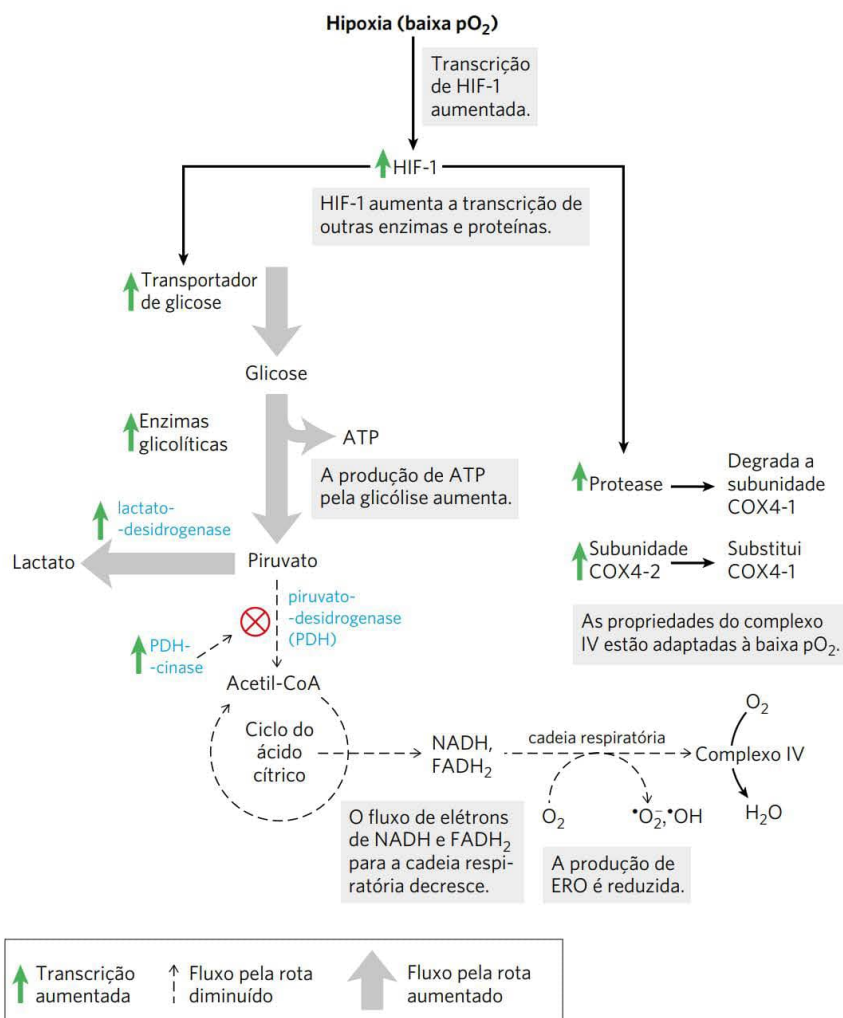 Hipoxia (baixa pO₂)
Transcrição
de HIF-1
aumentada.
HIF-1
HIF-1 aumenta a transcrição de
outras enzimas e proteínas.
Transportador
de glicose
Glicose
Enzimas
glicolíticas
ATP
A produção de ATP
pela glicólise aumenta.
Protease
Degrada a
subunidade
COX4-1
lactato-
-desidrogenase
Lactato
Piruvato
Subunidade
COX4-2
Substitui
COX4-1
piruvato-
-desidrogenase
(PDH)
As propriedades do complexo
IV estão adaptadas à baixa pO₂.
PDH-
-cinase
Acetil-CoA
Ciclo do
ácido
cítrico
NADH,
FADH₂
cadeia respiratória
O₂
Complexo IV
H₂O
O₂
•O₂⁻,•OH
O fluxo de elétrons
de NADH e FADH₂
para a cadeia respi-
ratória decresce.
A produção de
ERO é reduzida.
Transcrição
aumentada
Fluxo pela rota
diminuído
Fluxo pela rota
aumentado